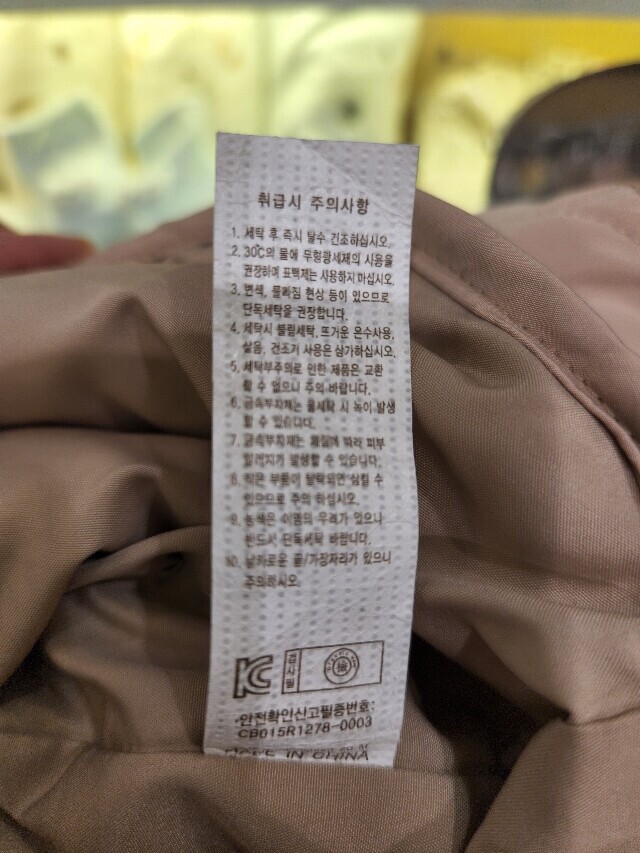 취급시 주의사항
1. 세탁 후 즉시 탈수 건조하십시오.
2. 30℃의 물에 무형광세제의 사용을
권장하며 표백제는 사용하지 마십시오
3. 변색, 물빠짐 현상 등이 있으므로
단독세탁을 권장합니다.
4. 세탁시 불림세탁, 뜨거운 온수사용,
삶음, 건조기 사용은 삼가하십시오.
5. 세탁부주의로 인한 제품은 교환
할 수 없으니 주의 바랍니다.
6. 금속부자재는 물세탁 시 녹이 발생
할 수 있습니다.
7. 금속부자재는 체질에 따라 피부
알레지가 발생할 수 있습니다.
8. 작은 부품이 탈락되면 삼킬 수
있으므로 주의 하십시오.
9. 농색은 이염의 우려가 있으니
반드시 단독세탁 바랍니다.
10. 날카로운 끝/가장자리가 있으니
주의하시오.
KC
검사필
檢
안전확인신고필증번호:
CB015R1278-0003
MADE IN CHINA